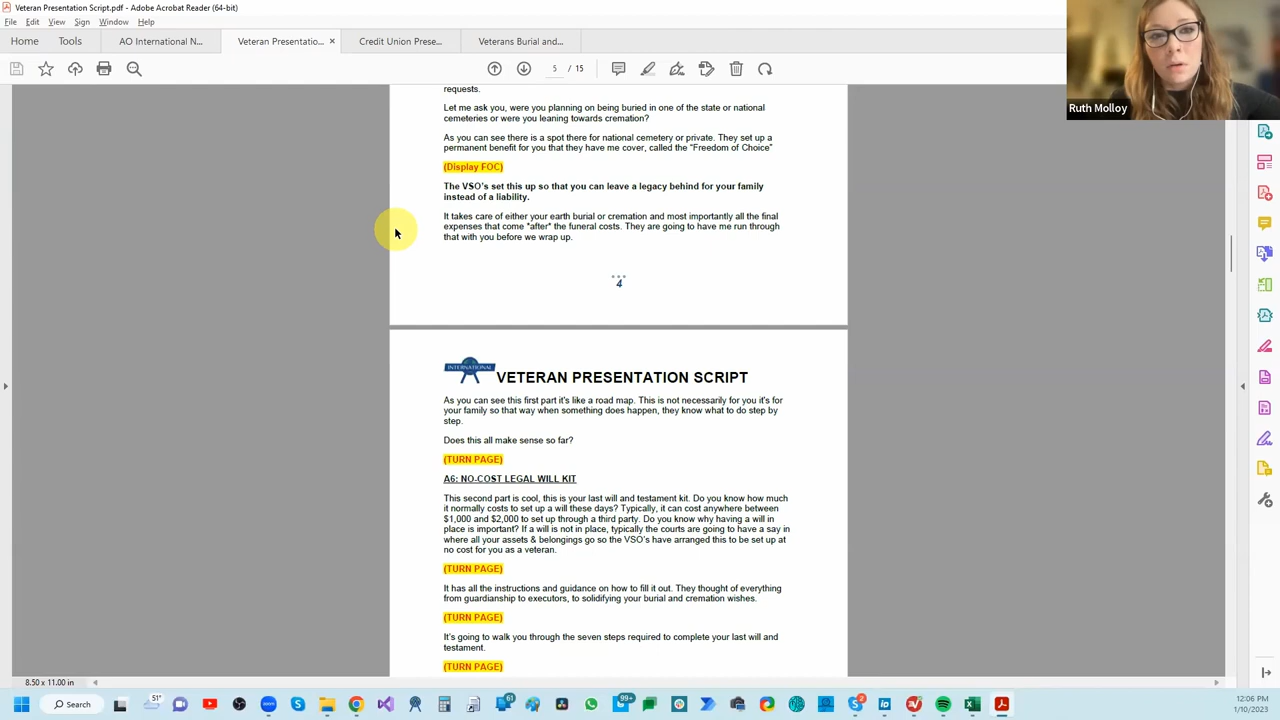 Veteran Presentation Script.pdf - Adobe Acrobat Reader (64-bit)
File Edit View Sign Window Help
Home Tools AO International N... Veteran Presentatio... × Credit Union Prese... Veterans Burial and...
5 / 15
Ruth Molloy
requests.
Let me ask you, were you planning on being buried in one of the state or national
cemeteries or were you leaning towards cremation?
As you can see there is a spot there for national cemetery or private. They set up a
permanent benefit for you that they have me cover, called the "Freedom of Choice"
(Display FOC)
The VSO's set this up so that you can leave a legacy behind for your family
instead of a liability.
It takes care of either your earth burial or cremation and most importantly all the final
expenses that come *after* the funeral costs. They are going to have me run through
that with you before we wrap up.
4
INTERNATIONAL
VETERAN PRESENTATION SCRIPT
As you can see this first part it's like a road map. This is not necessarily for you it's for
your family so that way when something does happen, they know what to do step by
step.
Does this all make sense so far?
(TURN PAGE)
A6: NO-COST LEGAL WILL KIT
This second part is cool, this is your last will and testament kit. Do you know how much
it normally costs to set up a will these days? Typically, it can cost anywhere between
$1,000 and $2,000 to set up through a third party. Do you know why having a will in
place is important? If a will is not in place, typically the courts are going to have a say in
where all your assets & belongings go so the VSO's have arranged this to be set up at
no cost for you as a veteran.
(TURN PAGE)
It has all the instructions and guidance on how to fill it out. They thought of everything
from guardianship to executors, to solidifying your burial and cremation wishes.
(TURN PAGE)
It's going to walk you through the seven steps required to complete your last will and
testament.
(TURN PAGE)
8.50 x 11.00 in
Search
51°
61
99+
2
12:06 PM
1/10/2023